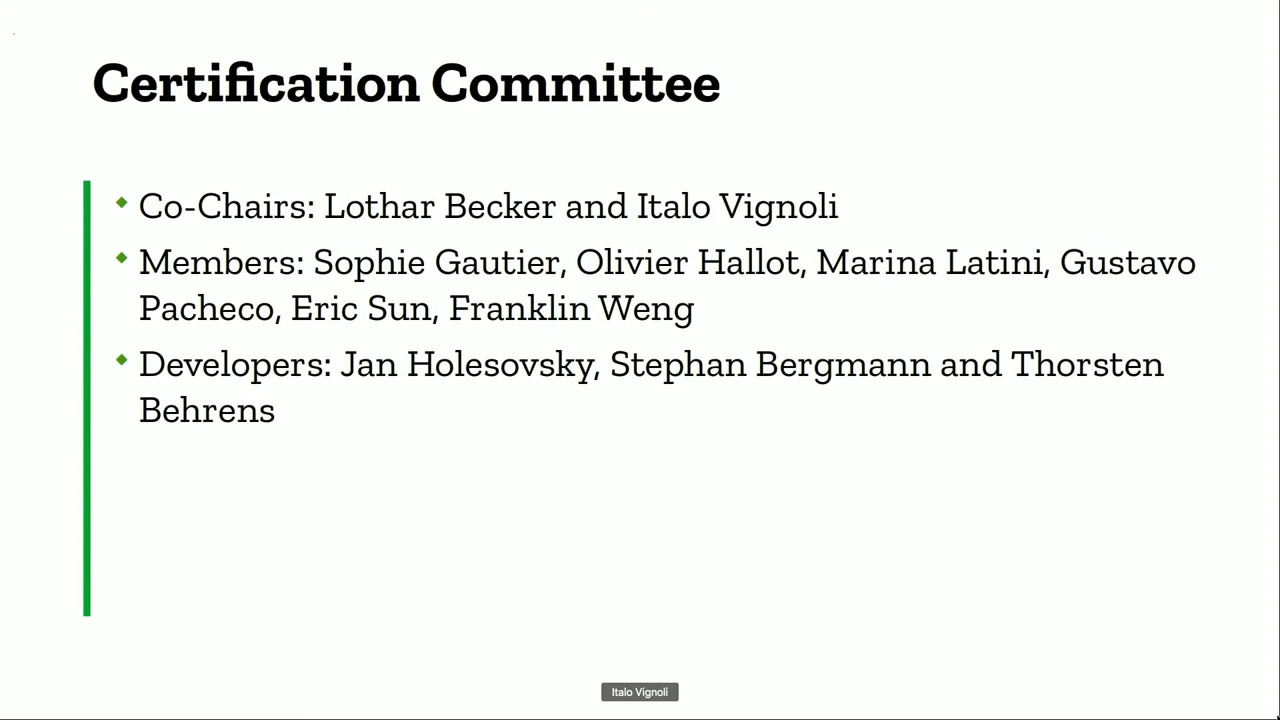 Certification Committee
Co-Chairs: Lothar Becker and Italo Vignoli
Members: Sophie Gautier, Olivier Hallot, Marina Latini, Gustavo
Pacheco, Eric Sun, Franklin Weng
Developers: Jan Holesovsky, Stephan Bergmann and Thorsten
Behrens
Italo Vignoli